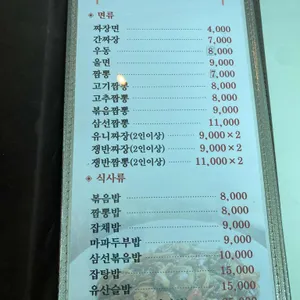 ※ 면류
짜장면 4,000
간짜장 7,000
우동 8,000
울면 9,000
짬뽕 7,000
고기짬뽕 8,000
고추짬뽕 8,000
볶음짬뽕 9,000
삼선짬뽕 11,000
유니짜장(2인이상) 9,000×2
쟁반짜장(2인이상) 9,000×2
쟁반짬뽕(2인이상) 11,000×2
※ 식사류
볶음밥 8,000
짬뽕밥 8,000
잡채밥 9,000
마파두부밥 9,000
삼선볶음밥 10,000
잡탕밥 15,000
유산슬밥 15,000